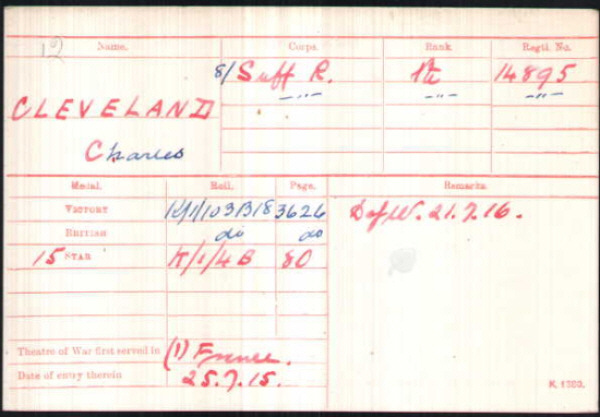 12 Name. Corps. Rank. Regtl. No.
8/ Suff R. Pte 14895
CLEVELAND -"- -"- -"-
Charles
Medal. Roll. Page. Remarks.
VICTORY K/1/103B18 3626 D of W. 21.7.16.
BRITISH do do
15 STAR K/1/4B 80
Theatre of War first served in (1) France.
Date of entry therein 25.7.15.
K. 1380.